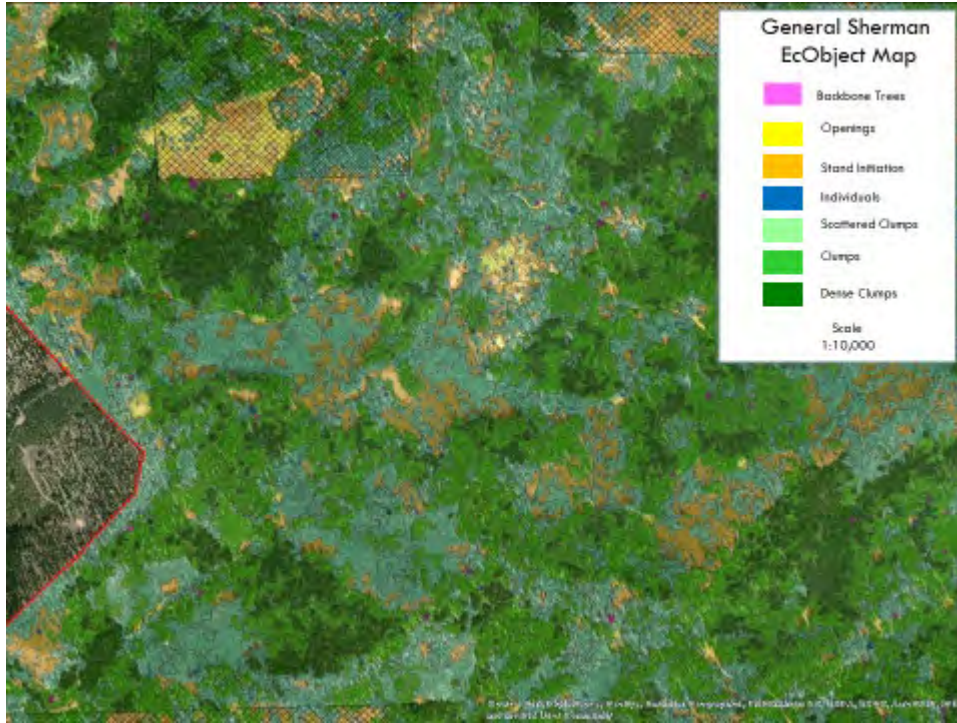 General Sherman
EcObject Map
Backbone Trees
Openings
Stand Initiation
Individuals
Scattered Clumps
Clumps
Dense Clumps
Scale
1:10,000